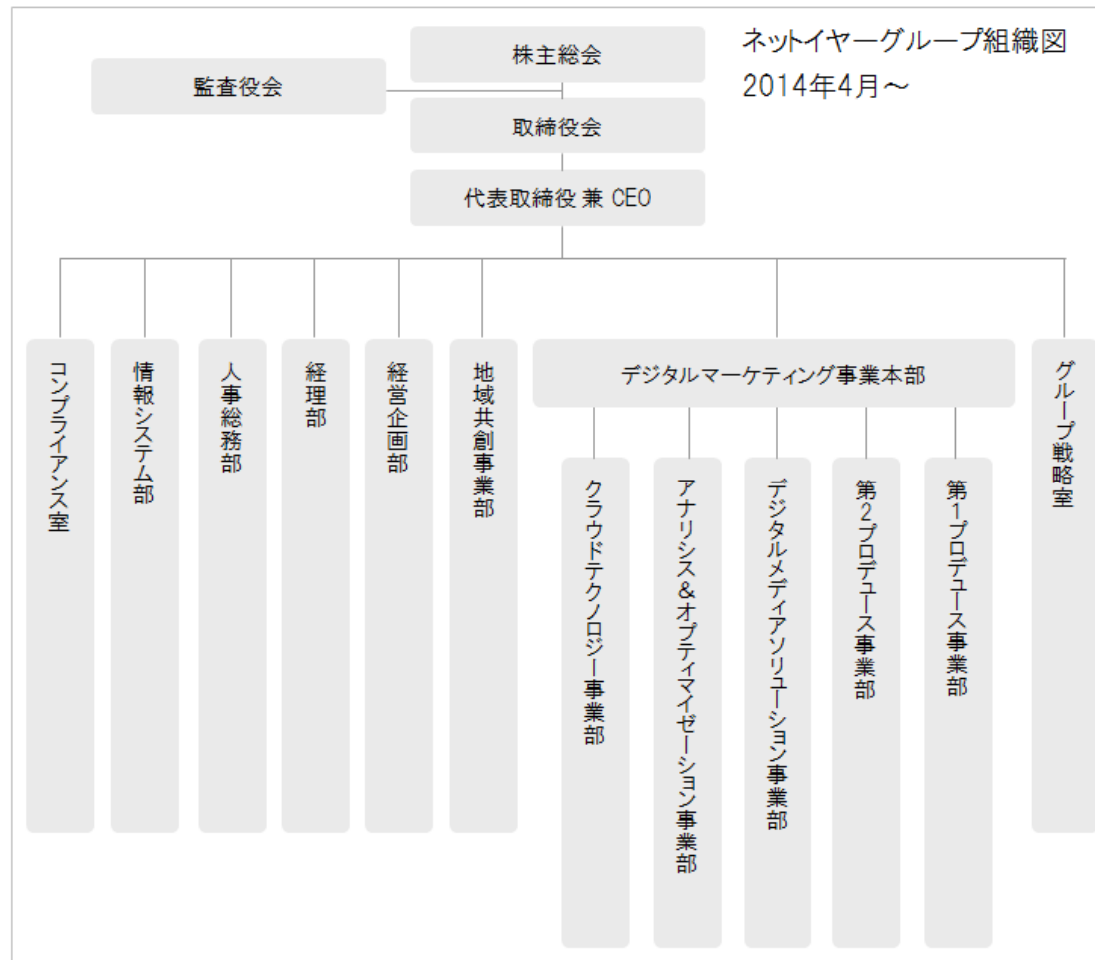 ネットイヤーグループ組織図
2014年4月～
株主総会
監査役会
取締役会
代表取締役 兼 CEO
コンプライアンス室
情報システム部
人事総務部
経理部
経営企画部
地域共創事業部
デジタルマーケティング事業本部
グループ戦略室
クラウドテクノロジー事業部
アナリシス＆オプティマイゼーション事業部
デジタルメディアソリューション事業部
第2プロデュース事業部
第1プロデュース事業部